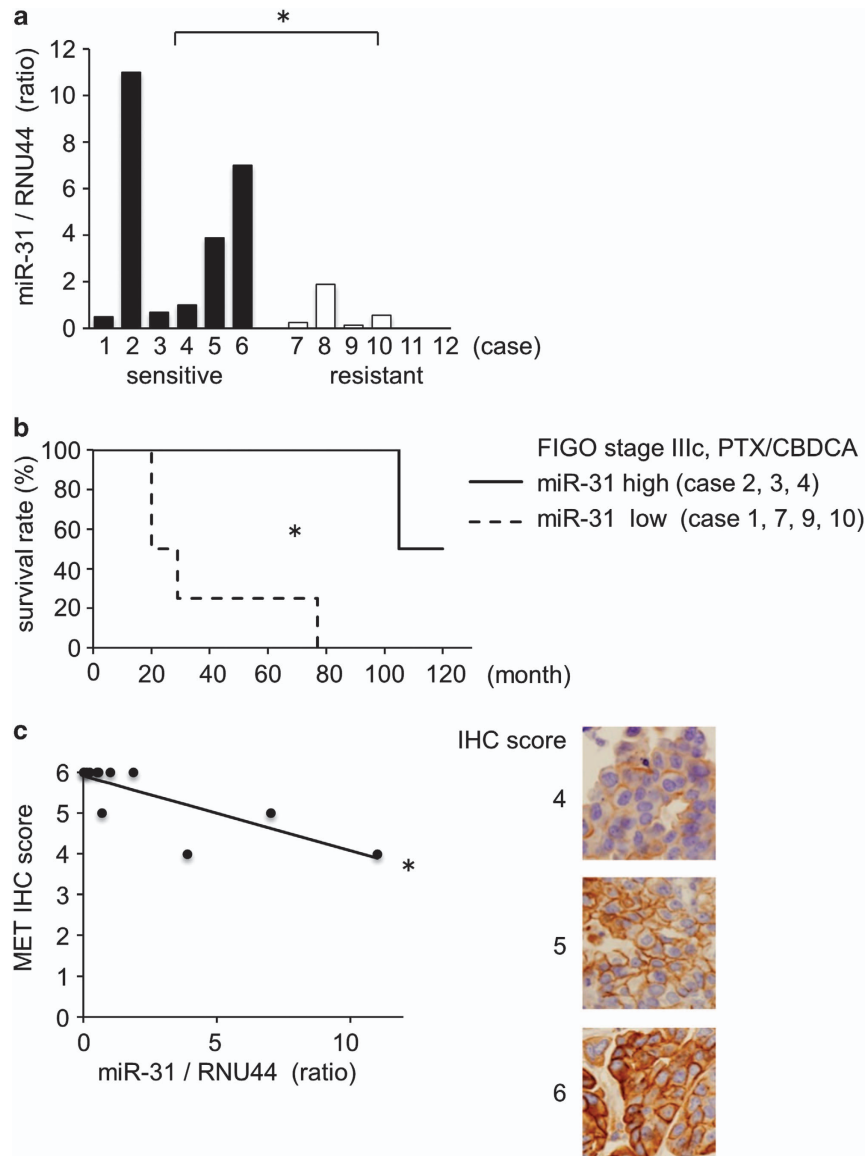 a
*
miR-31 / RNU44 (ratio)
12
10
8
6
4
2
0
1 2 3 4 5 6 7 8 9 10 11 12 (case)
sensitive resistant
b
survival rate (%)
100
80
60
40
20
0
*
0 20 40 60 80 100 120 (month)
FIGO stage IIIc, PTX/CBDCA
miR-31 high (case 2, 3, 4)
miR-31 low (case 1, 7, 9, 10)
c
MET IHC score
6
5
4
3
2
1
0
*
0 5 10
miR-31 / RNU44 (ratio)
IHC score
4
5
6